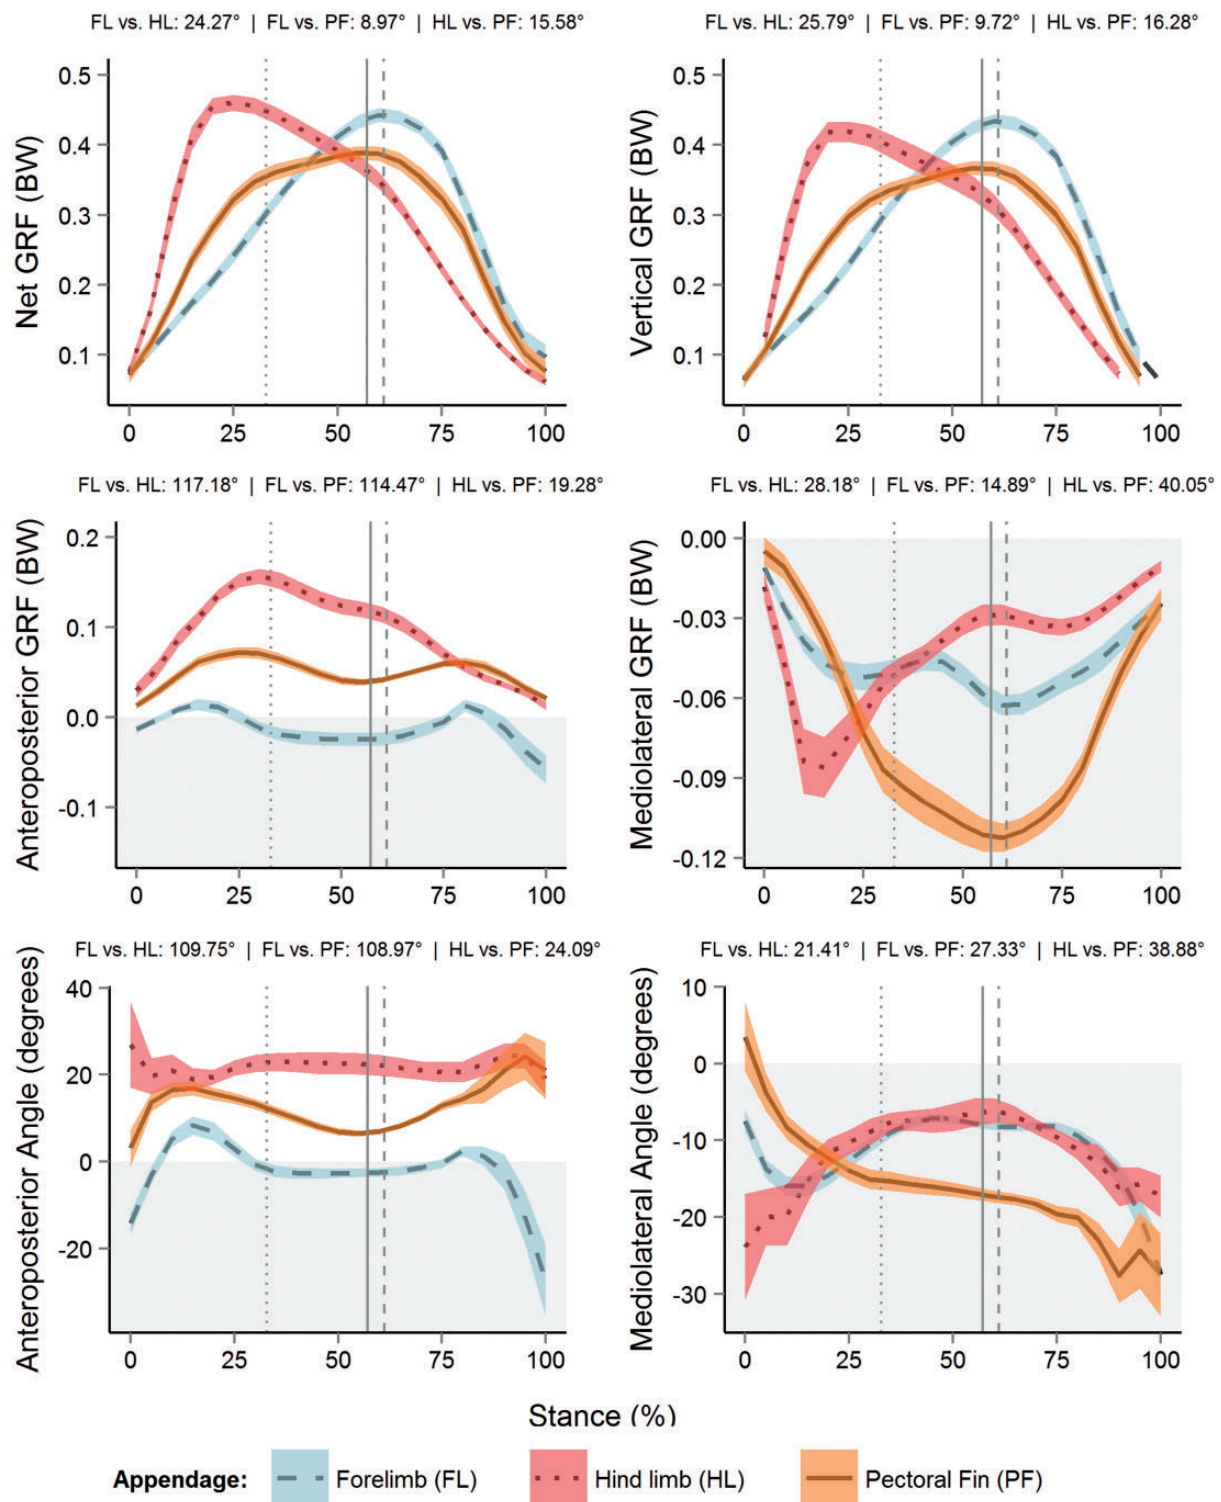 FL vs. HL: 24.27° | FL vs. PF: 8.97° | HL vs. PF: 15.58°
Net GRF (BW)
0.5
0.4
0.3
0.2
0.1
0 25 50 75 100
FL vs. HL: 25.79° | FL vs. PF: 9.72° | HL vs. PF: 16.28°
Vertical GRF (BW)
0.5
0.4
0.3
0.2
0.1
0 25 50 75 100
FL vs. HL: 117.18° | FL vs. PF: 114.47° | HL vs. PF: 19.28°
Anteroposterior GRF (BW)
0.2
0.1
0.0
-0.1
0 25 50 75 100
FL vs. HL: 28.18° | FL vs. PF: 14.89° | HL vs. PF: 40.05°
Mediolateral GRF (BW)
0.00
-0.03
-0.06
-0.09
-0.12
0 25 50 75 100
FL vs. HL: 109.75° | FL vs. PF: 108.97° | HL vs. PF: 24.09°
Anteroposterior Angle (degrees)
40
20
0
-20
0 25 50 75 100
FL vs. HL: 21.41° | FL vs. PF: 27.33° | HL vs. PF: 38.88°
Mediolateral Angle (degrees)
10
0
-10
-20
-30
0 25 50 75 100
Stance (%)
Appendage: Forelimb (FL) Hind limb (HL) Pectoral Fin (PF)